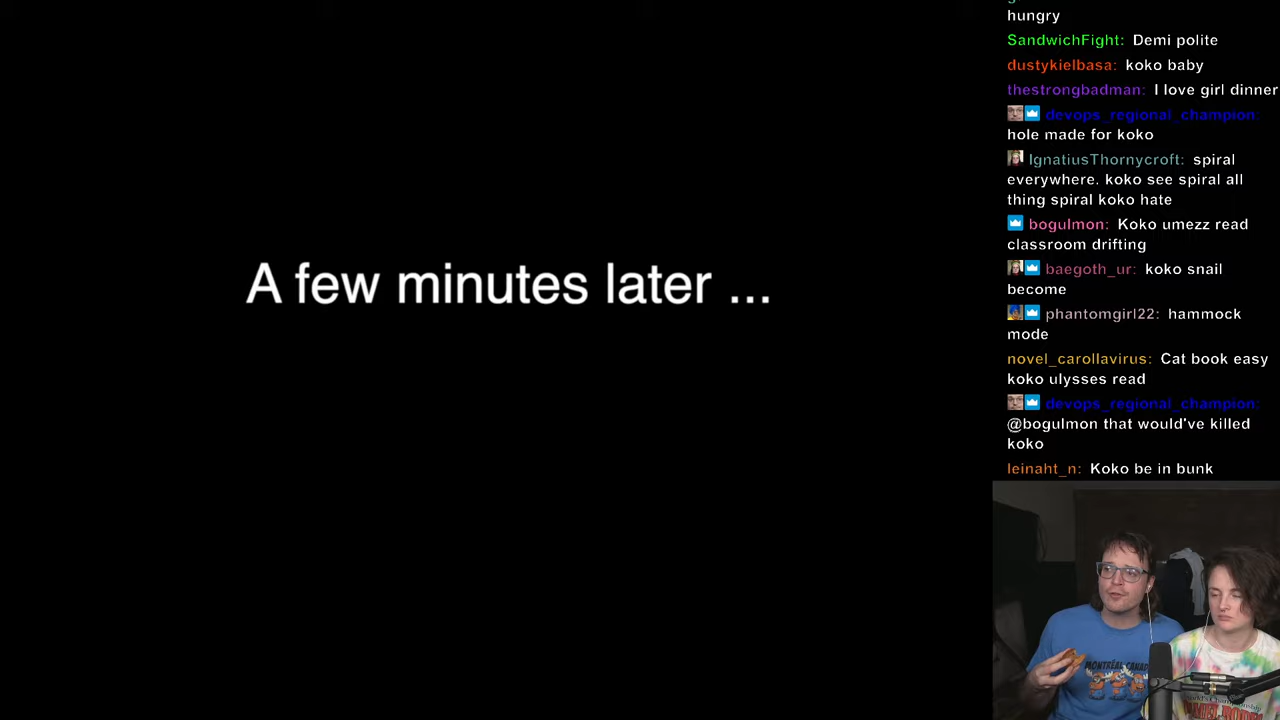 A few minutes later ...
hungry
SandwichFight: Demi polite
dustykielbasa: koko baby
thestrongbadman: I love girl dinner
devops_regional_champion:
hole made for koko
IgnatiusThornycroft: spiral
everywhere. koko see spiral all
thing spiral koko hate
bogulmon: Koko umezz read
classroom drifting
baegoth_ur: koko snail
become
phantomgirl22: hammock
mode
novel_carollavirus: Cat book easy
koko ulysses read
devops_regional_champion:
@bogulmon that would've killed
koko
leinaht_n: Koko be in bunk
MONTRÉAL CANADA